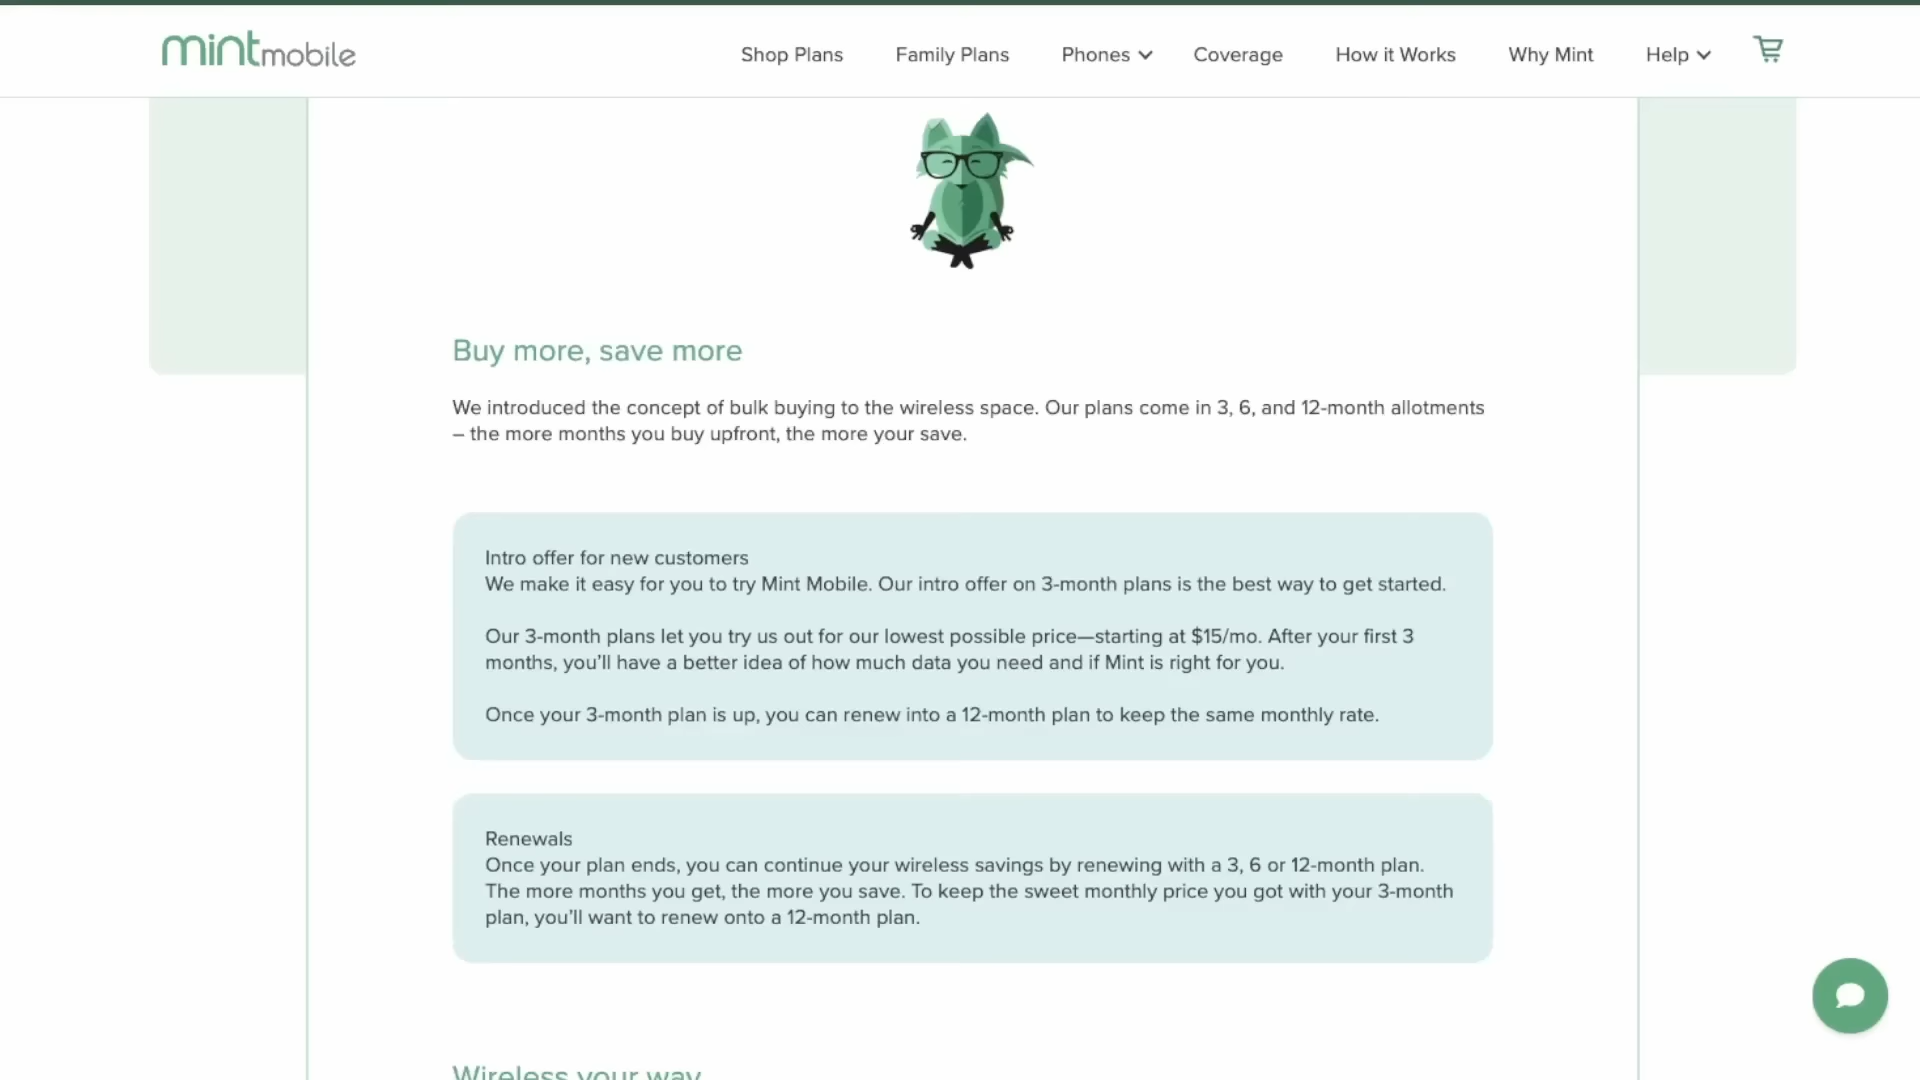 mintmobile
Shop Plans Family Plans Phones Coverage How it Works Why Mint Help
Buy more, save more
We introduced the concept of bulk buying to the wireless space. Our plans come in 3, 6, and 12-month allotments
– the more months you buy upfront, the more your save.
Intro offer for new customers
We make it easy for you to try Mint Mobile. Our intro offer on 3-month plans is the best way to get started.
Our 3-month plans let you try us out for our lowest possible price—starting at $15/mo. After your first 3
months, you’ll have a better idea of how much data you need and if Mint is right for you.
Once your 3-month plan is up, you can renew into a 12-month plan to keep the same monthly rate.
Renewals
Once your plan ends, you can continue your wireless savings by renewing with a 3, 6 or 12-month plan.
The more months you get, the more you save. To keep the sweet monthly price you got with your 3-month
plan, you’ll want to renew onto a 12-month plan.
Wireless your way